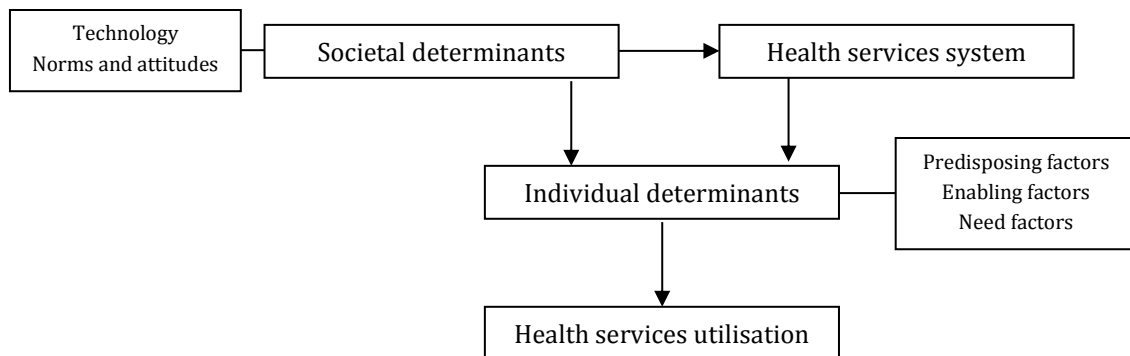 Technology
Norms and attitudes
Societal determinants
Health services system
Individual determinants
Predisposing factors
Enabling factors
Need factors
Health services utilisation